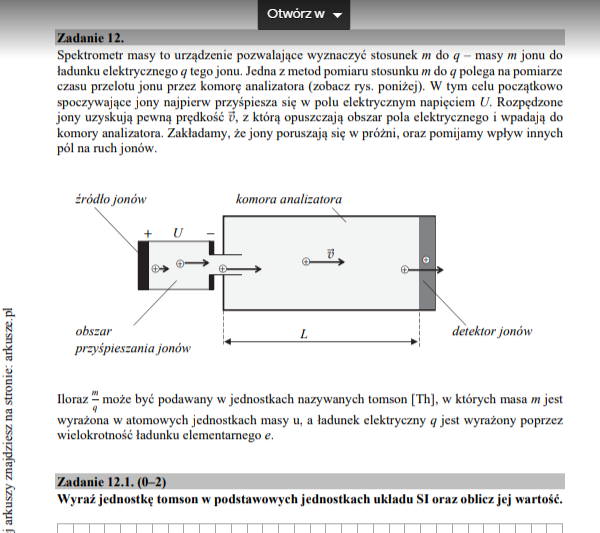 Otwórz w
Zadanie 12.
Spektrometr masy to urządzenie pozwalające wyznaczyć stosunek m do q – masy m jonu do
ładunku elektrycznego q tego jonu. Jedna z metod pomiaru stosunku m do q polega na pomiarze
czasu przelotu jonu przez komorę analizatora (zobacz rys. poniżej). W tym celu początkowo
spoczywające jony najpierw przyśpiesza się w polu elektrycznym napięciem U. Rozpędzone
jony uzyskują pewną prędkość v⃗, z którą opuszczają obszar pola elektrycznego i wpadają do
komory analizatora. Zakładamy, że jony poruszają się w próżni, oraz pomijamy wpływ innych
pól na ruch jonów.
źródło jonów
komora analizatora
+ U –
v⃗
obszar
przyśpieszania jonów
L
detektor jonów
Iloraz m/q może być podawany w jednostkach nazywanych tomson [Th], w których masa m jest
wyrażona w atomowych jednostkach masy u, a ładunek elektryczny q jest wyrażony poprzez
wielokrotność ładunku elementarnego e.
Zadanie 12.1. (0–2)
Wyraź jednostkę tomson w podstawowych jednostkach układu SI oraz oblicz jej wartość.
j arkuszy znajdziesz na stronie: arkusze.pl